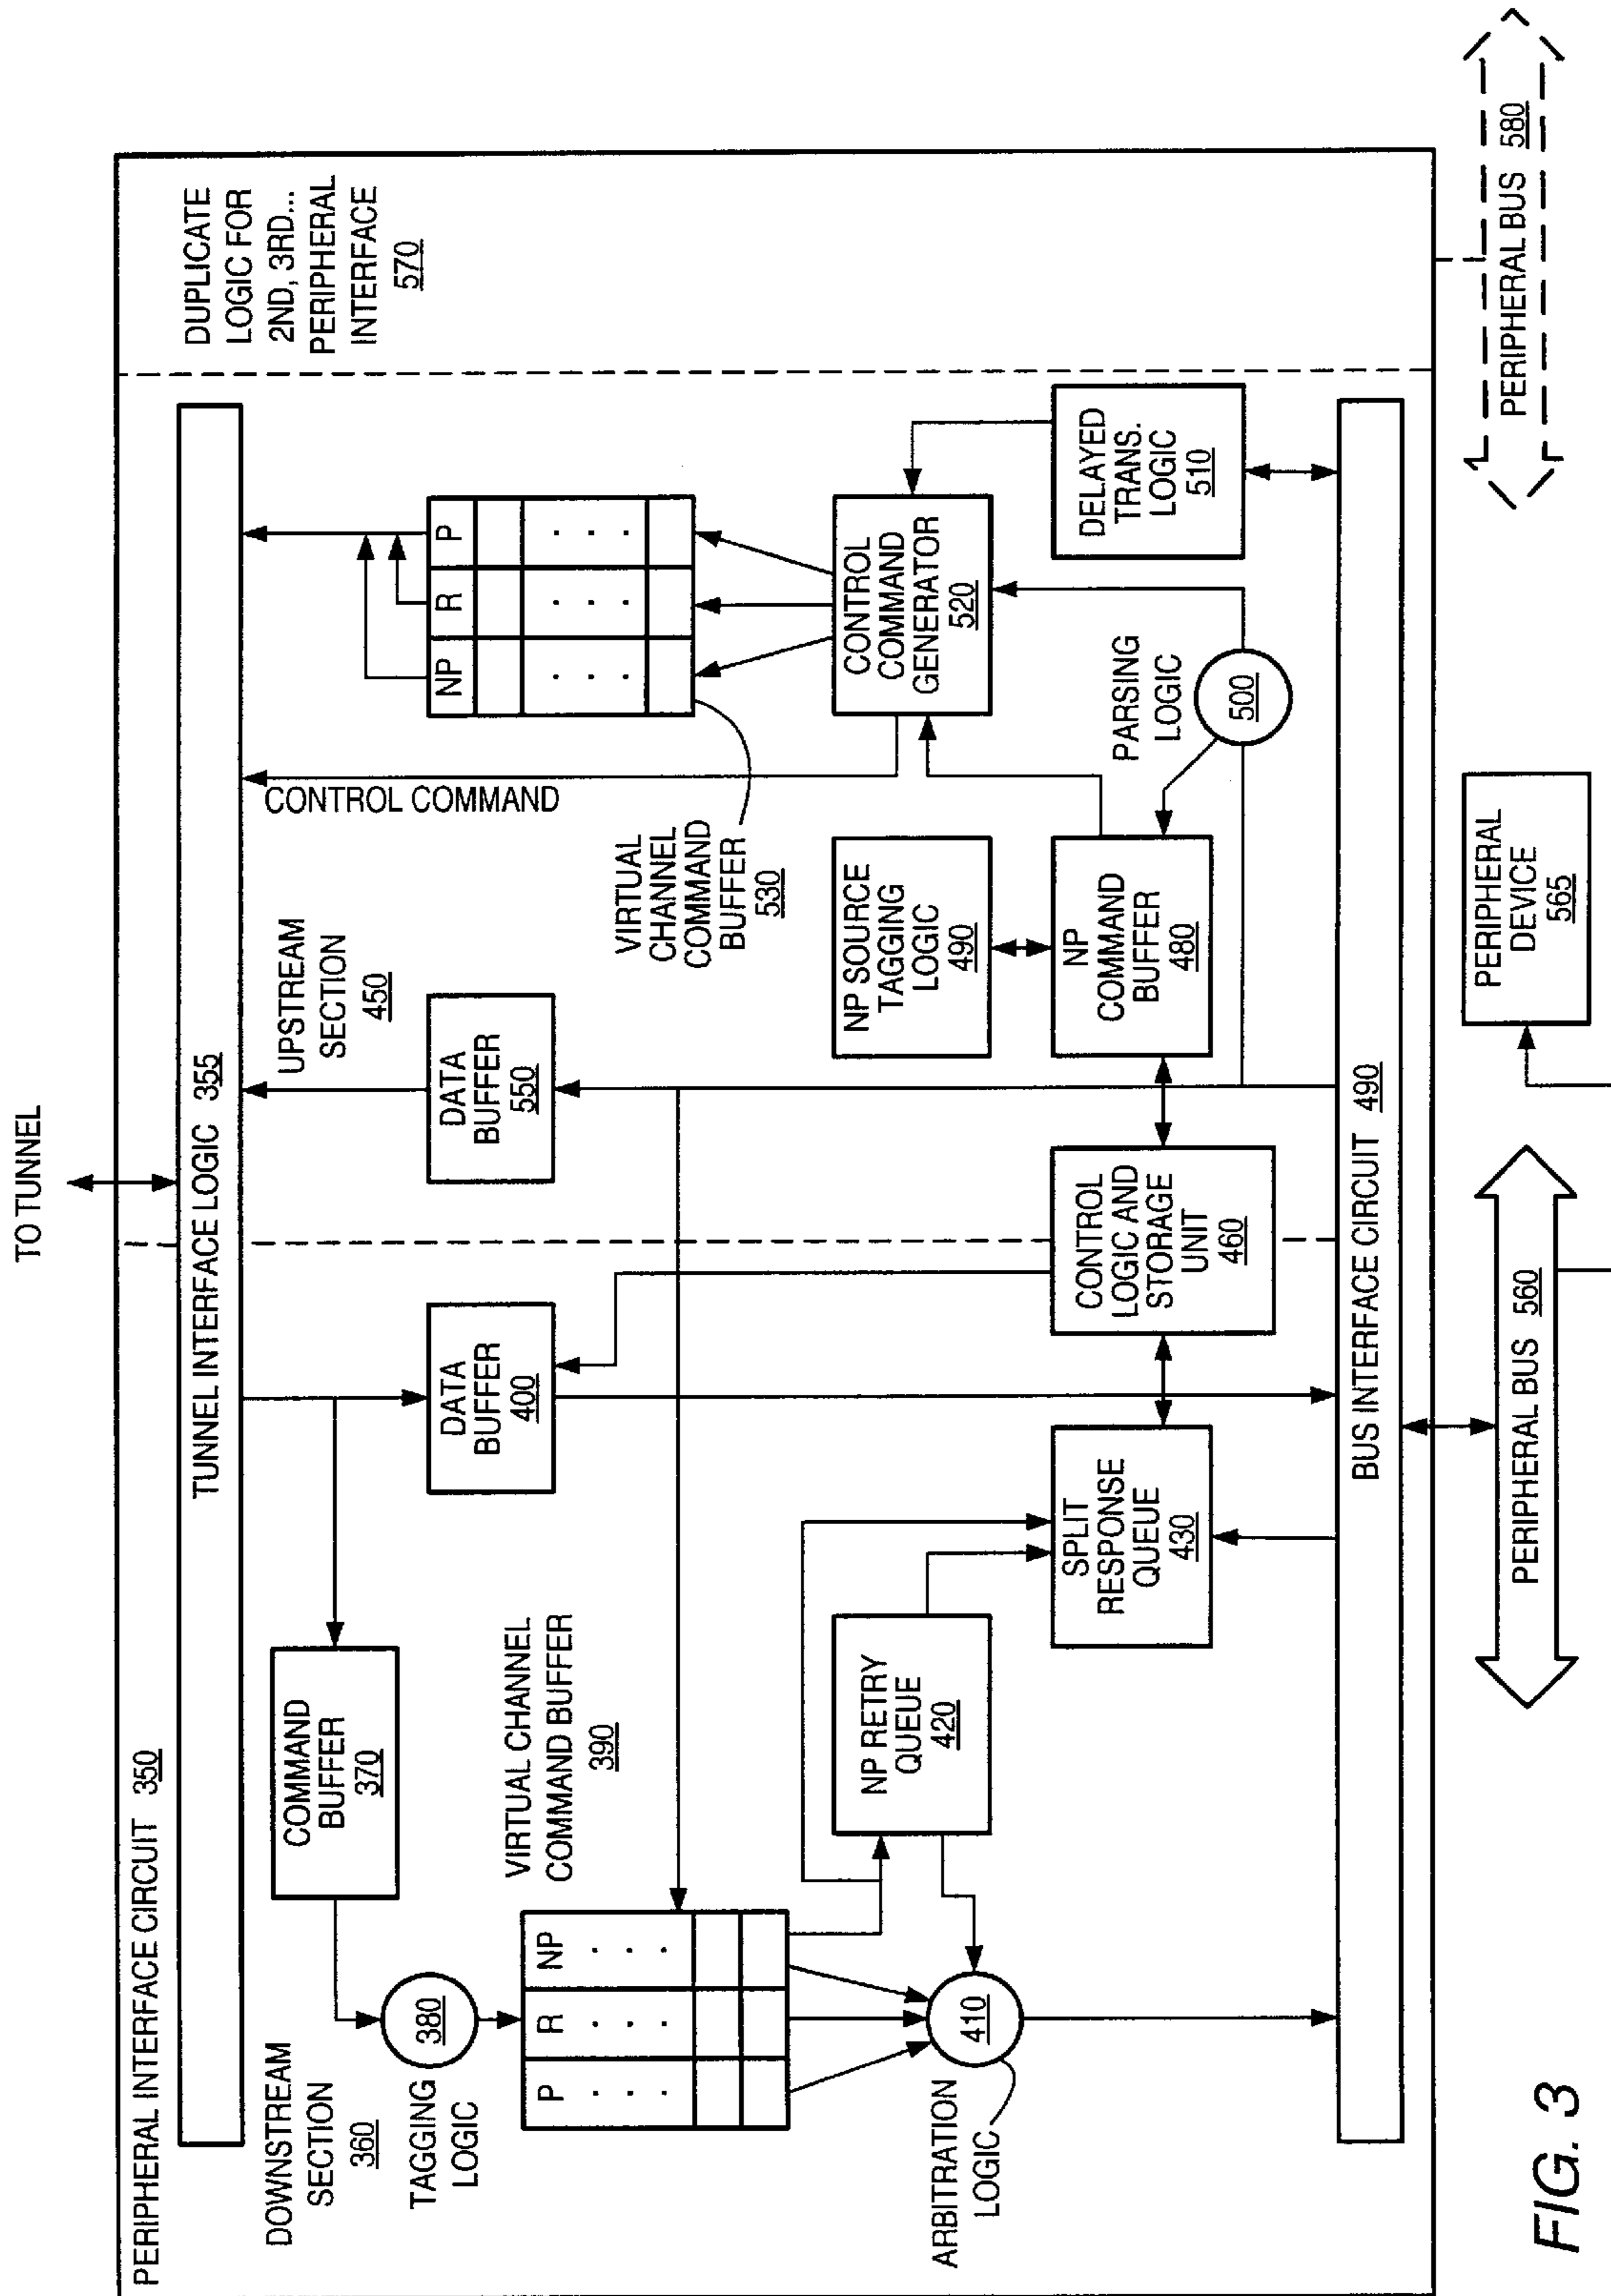 TO TUNNEL
PERIPHERAL INTERFACE CIRCUIT 350
TUNNEL INTERFACE LOGIC 355
DOWNSTREAM
SECTION
360
COMMAND
BUFFER
370
380
TAGGING
LOGIC
VIRTUAL CHANNEL
COMMAND BUFFER
390
P R NP
. . . . . . . . .
410
ARBITRATION
LOGIC
NP RETRY
QUEUE
420
DATA
BUFFER
400
SPLIT
RESPONSE
QUEUE
430
CONTROL
LOGIC AND
STORAGE
UNIT
460
UPSTREAM
SECTION
450
DATA
BUFFER
550
CONTROL COMMAND
VIRTUAL
CHANNEL
COMMAND
BUFFER
530
NP R P
. . . . . . . . .
NP SOURCE
TAGGING
LOGIC
490
NP
COMMAND
BUFFER
480
CONTROL
COMMAND
GENERATOR
520
PARSING
LOGIC
500
DELAYED
TRANS.
LOGIC
510
DUPLICATE
LOGIC FOR
2ND, 3RD...
PERIPHERAL
INTERFACE
570
BUS INTERFACE CIRCUIT 490
PERIPHERAL BUS 560
PERIPHERAL
DEVICE
565
PERIPHERAL BUS 580
FIG. 3